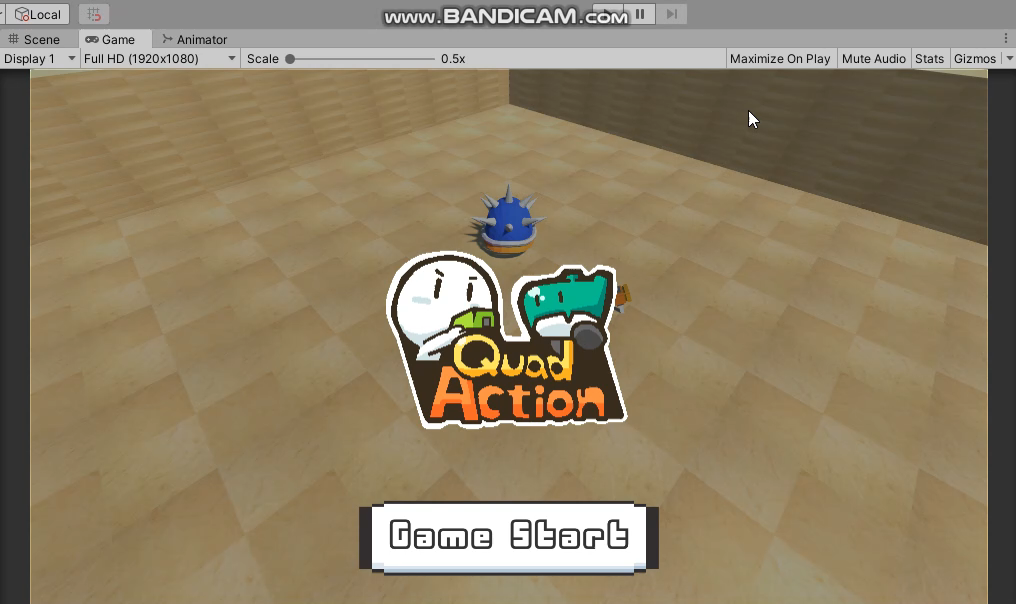 Local
www.BANDICAM.com
Scene
Game
Animator
Display 1
Full HD (1920x1080)
Scale
0.5x
Maximize On Play
Mute Audio
Stats
Gizmos
Quad
Action
Game Start